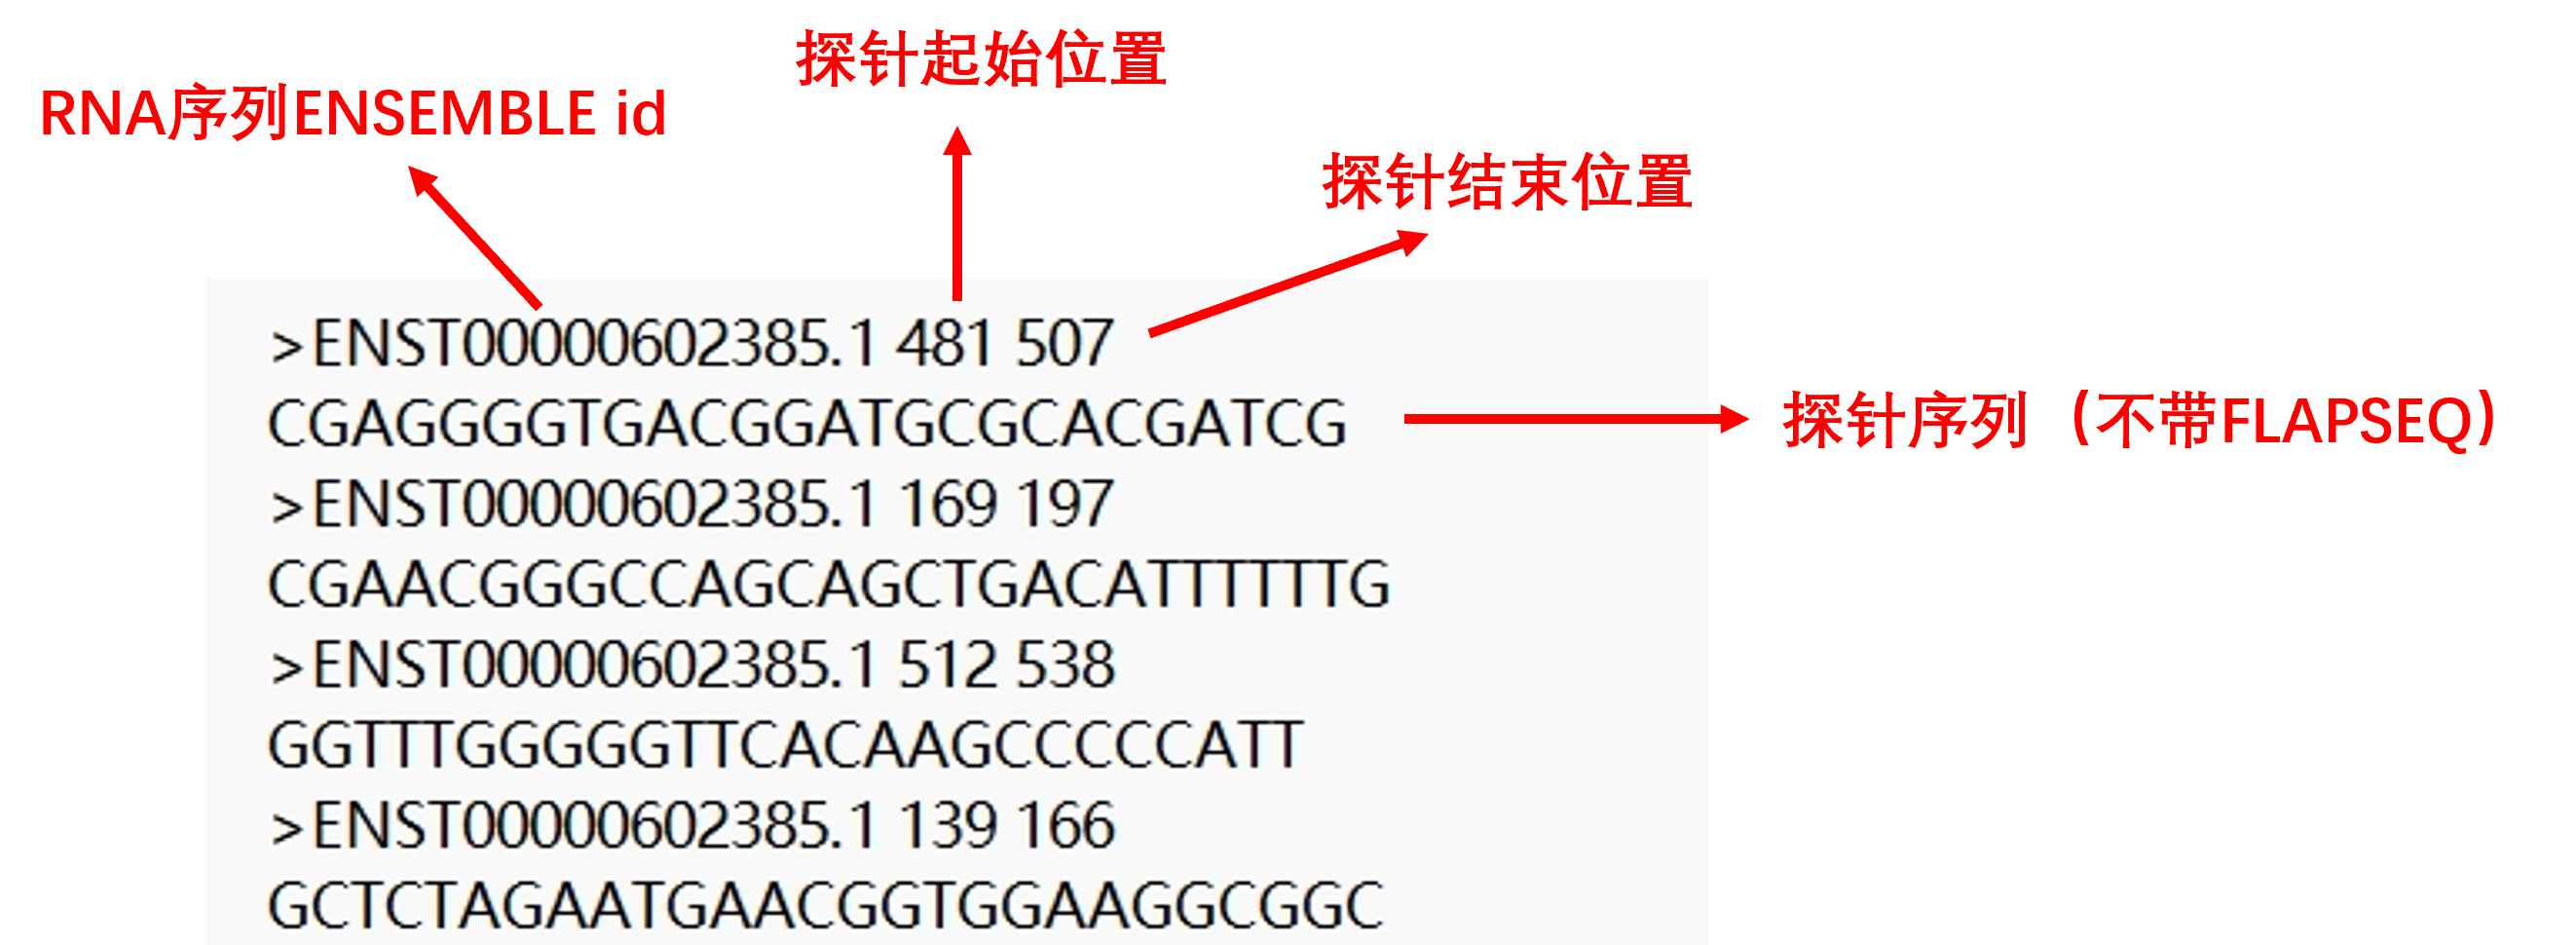 探针起始位置
RNA序列ENSEMBLE id
探针结束位置
>ENST00000602385.1 481 507
CGAGGGGTGACGGATGCGCACGATCG
探针序列（不带FLAPSEQ）
>ENST00000602385.1 169 197
CGAACGGGCCAGCAGCTGACATTTTTTG
>ENST00000602385.1 512 538
GGTTTGGGGGTTCACAAGCCCCCATT
>ENST00000602385.1 139 166
GCTCTAGAATGAACGGTGGAAGGCGGC